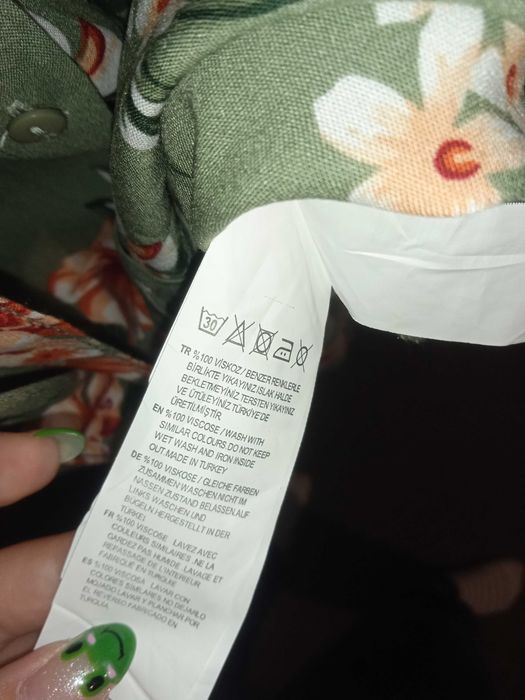 30
TR %100 VİSKOZ / BENZER RENKLERLE
BİRLİKTE YIKAYINIZ.ISLAK HALDE
BEKLETMEYİNİZ.TERSTEN YIKAYINIZ
VE ÜTÜLEYİNİZ.TÜRKİYE DE
ÜRETİLMİŞTİR.
EN %100 VISCOSE / WASH WITH
SIMILAR COLOURS.DO NOT KEEP
WET WASH AND IRON INSIDE
OUT.MADE IN TURKEY
DE %100 VISKOSE / GLEICHE FARBEN
ZUSAMMEN WASCHEN.NICHT IM
NASSEN ZUSTAND BELASSEN.AUF
LINKS WASCHEN UND
BÜGELN HERGESTELLT IN DER
TÜRKEI
FR %100 VISCOSE LAVEZ AVEC
COULEURS SIMILAIRES :NE LA
GARDEZ PAS HUMIDE. LAVAGE ET
REPASSAGE DE L'INTERIEUR
FABRIQUE EN TURQUIE
ES %100 VISCOSA LAVAR CON
COLORES SIMILARES NO DEJARLO
MOJADO LAVAR Y PLANCHAR POR
EL REVERSO FABRICADO EN
TURQUIA